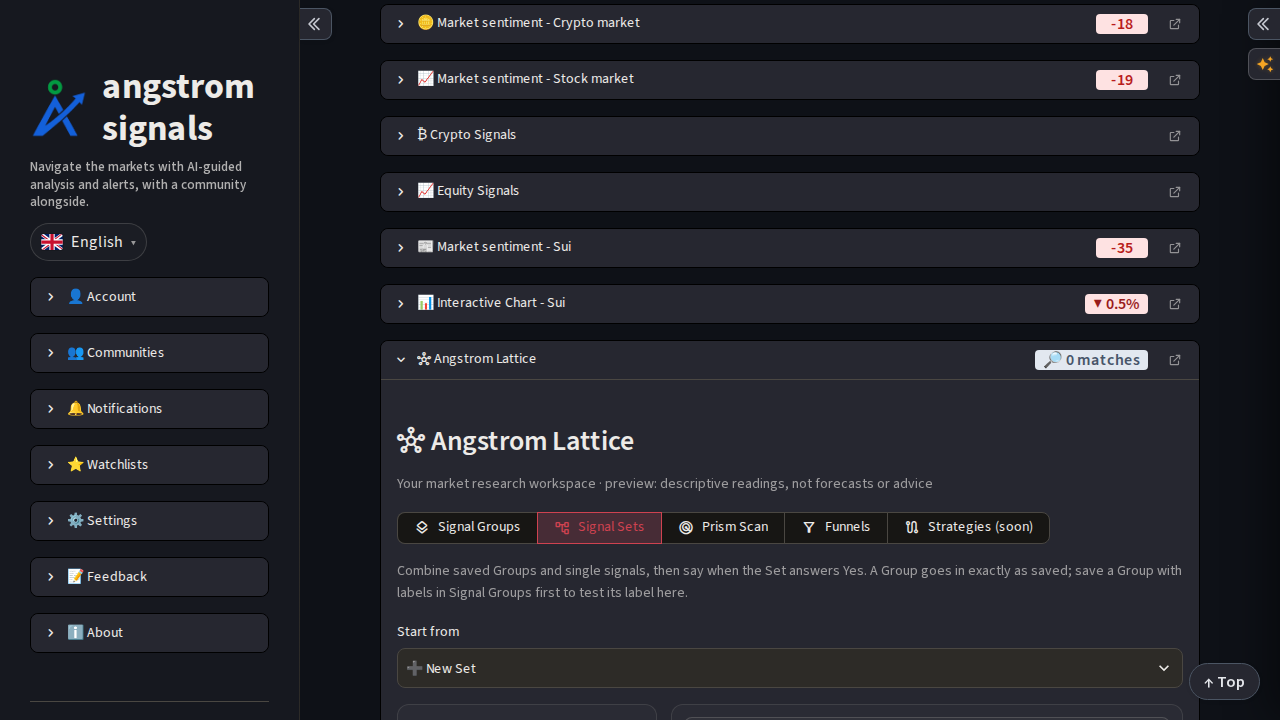 angstrom
signals
Navigate the markets with AI-guided
analysis and alerts, with a community
alongside.
English
Account
Communities
Notifications
Watchlists
Settings
Feedback
About
Market sentiment - Crypto market
-18
Market sentiment - Stock market
-19
₿ Crypto Signals
Equity Signals
Market sentiment - Sui
-35
Interactive Chart - Sui
▼ 0.5%
Angstrom Lattice
0 matches
Angstrom Lattice
Your market research workspace · preview: descriptive readings, not forecasts or advice
Signal Groups
Signal Sets
Prism Scan
Funnels
Strategies (soon)
Combine saved Groups and single signals, then say when the Set answers Yes. A Group goes in exactly as saved; save a Group with
labels in Signal Groups first to test its label here.
Start from
New Set
↑ Top